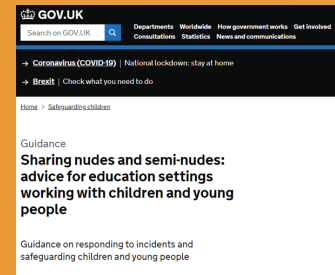 GOV.UK
Search on GOV.UK
Departments Worldwide How government works Get involved
Consultations Statistics News and communications
→ Coronavirus (COVID-19) | National lockdown: stay at home
→ Brexit | Check what you need to do
Home > Safeguarding children
Guidance
Sharing nudes and semi-nudes:
advice for education settings
working with children and young
people
Guidance on responding to incidents and
safeguarding children and young people